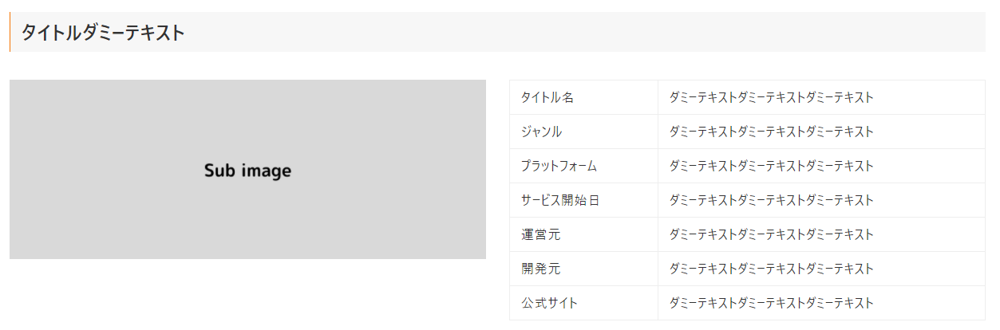 タイトルダミーテキスト
Sub image
タイトル名 ダミーテキストダミーテキストダミーテキスト
ジャンル ダミーテキストダミーテキストダミーテキスト
プラットフォーム ダミーテキストダミーテキストダミーテキスト
サービス開始日 ダミーテキストダミーテキストダミーテキスト
運営元 ダミーテキストダミーテキストダミーテキスト
開発元 ダミーテキストダミーテキストダミーテキスト
公式サイト ダミーテキストダミーテキストダミーテキスト